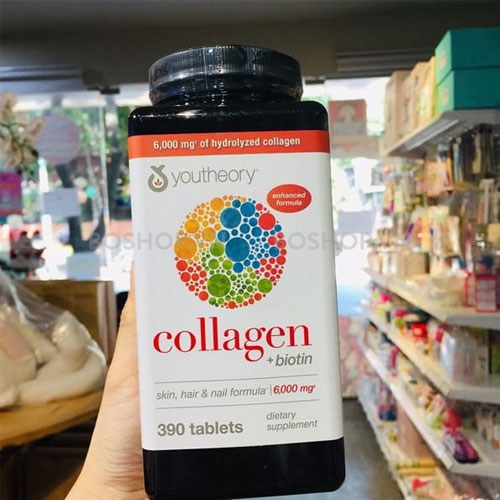 6,000 mg* of hydrolyzed collagen
youtheory™
enhanced
formula
collagen
+biotin
skin, hair & nail formula* | 6,000 mg*
390 tablets
dietary
supplement